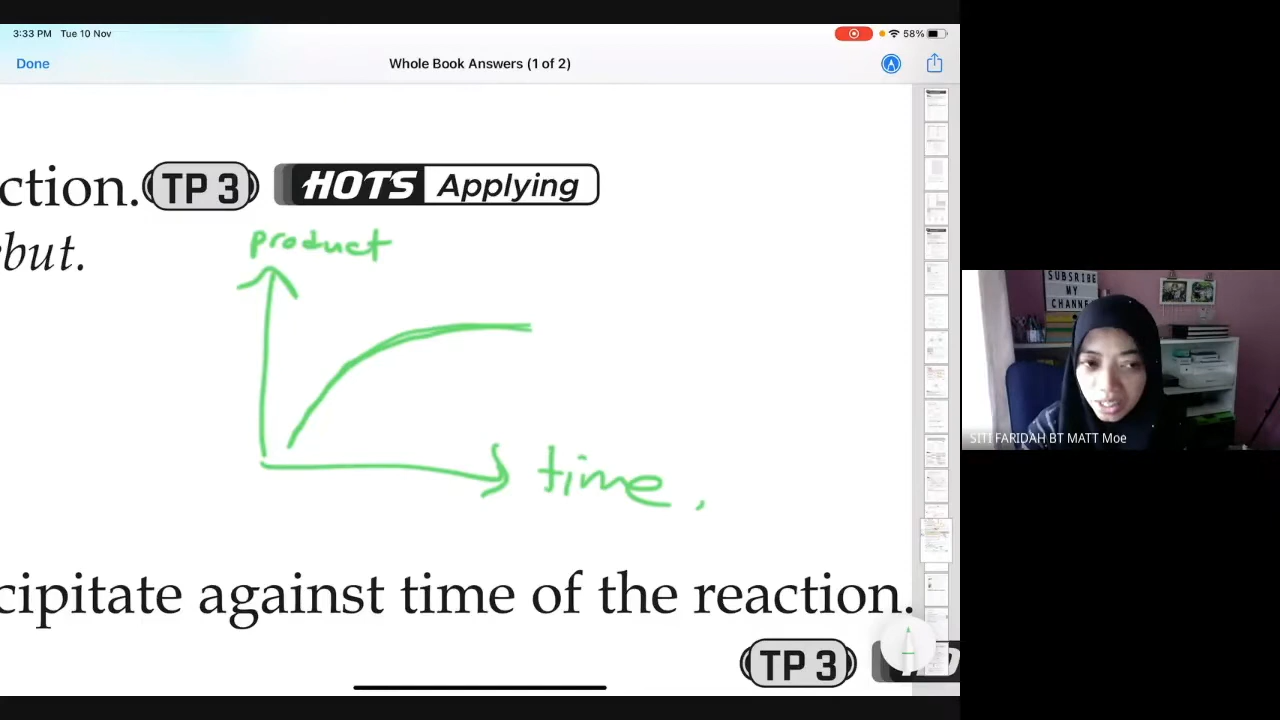 3:33 PM Tue 10 Nov
58%
Done
Whole Book Answers (1 of 2)
ction. TP 3 HOTS Applying
but.
product
time.
cipitate against time of the reaction.
TP 3
SUBSRIBE
MY
CHANNE
SITI FARIDAH BT MATT Moe